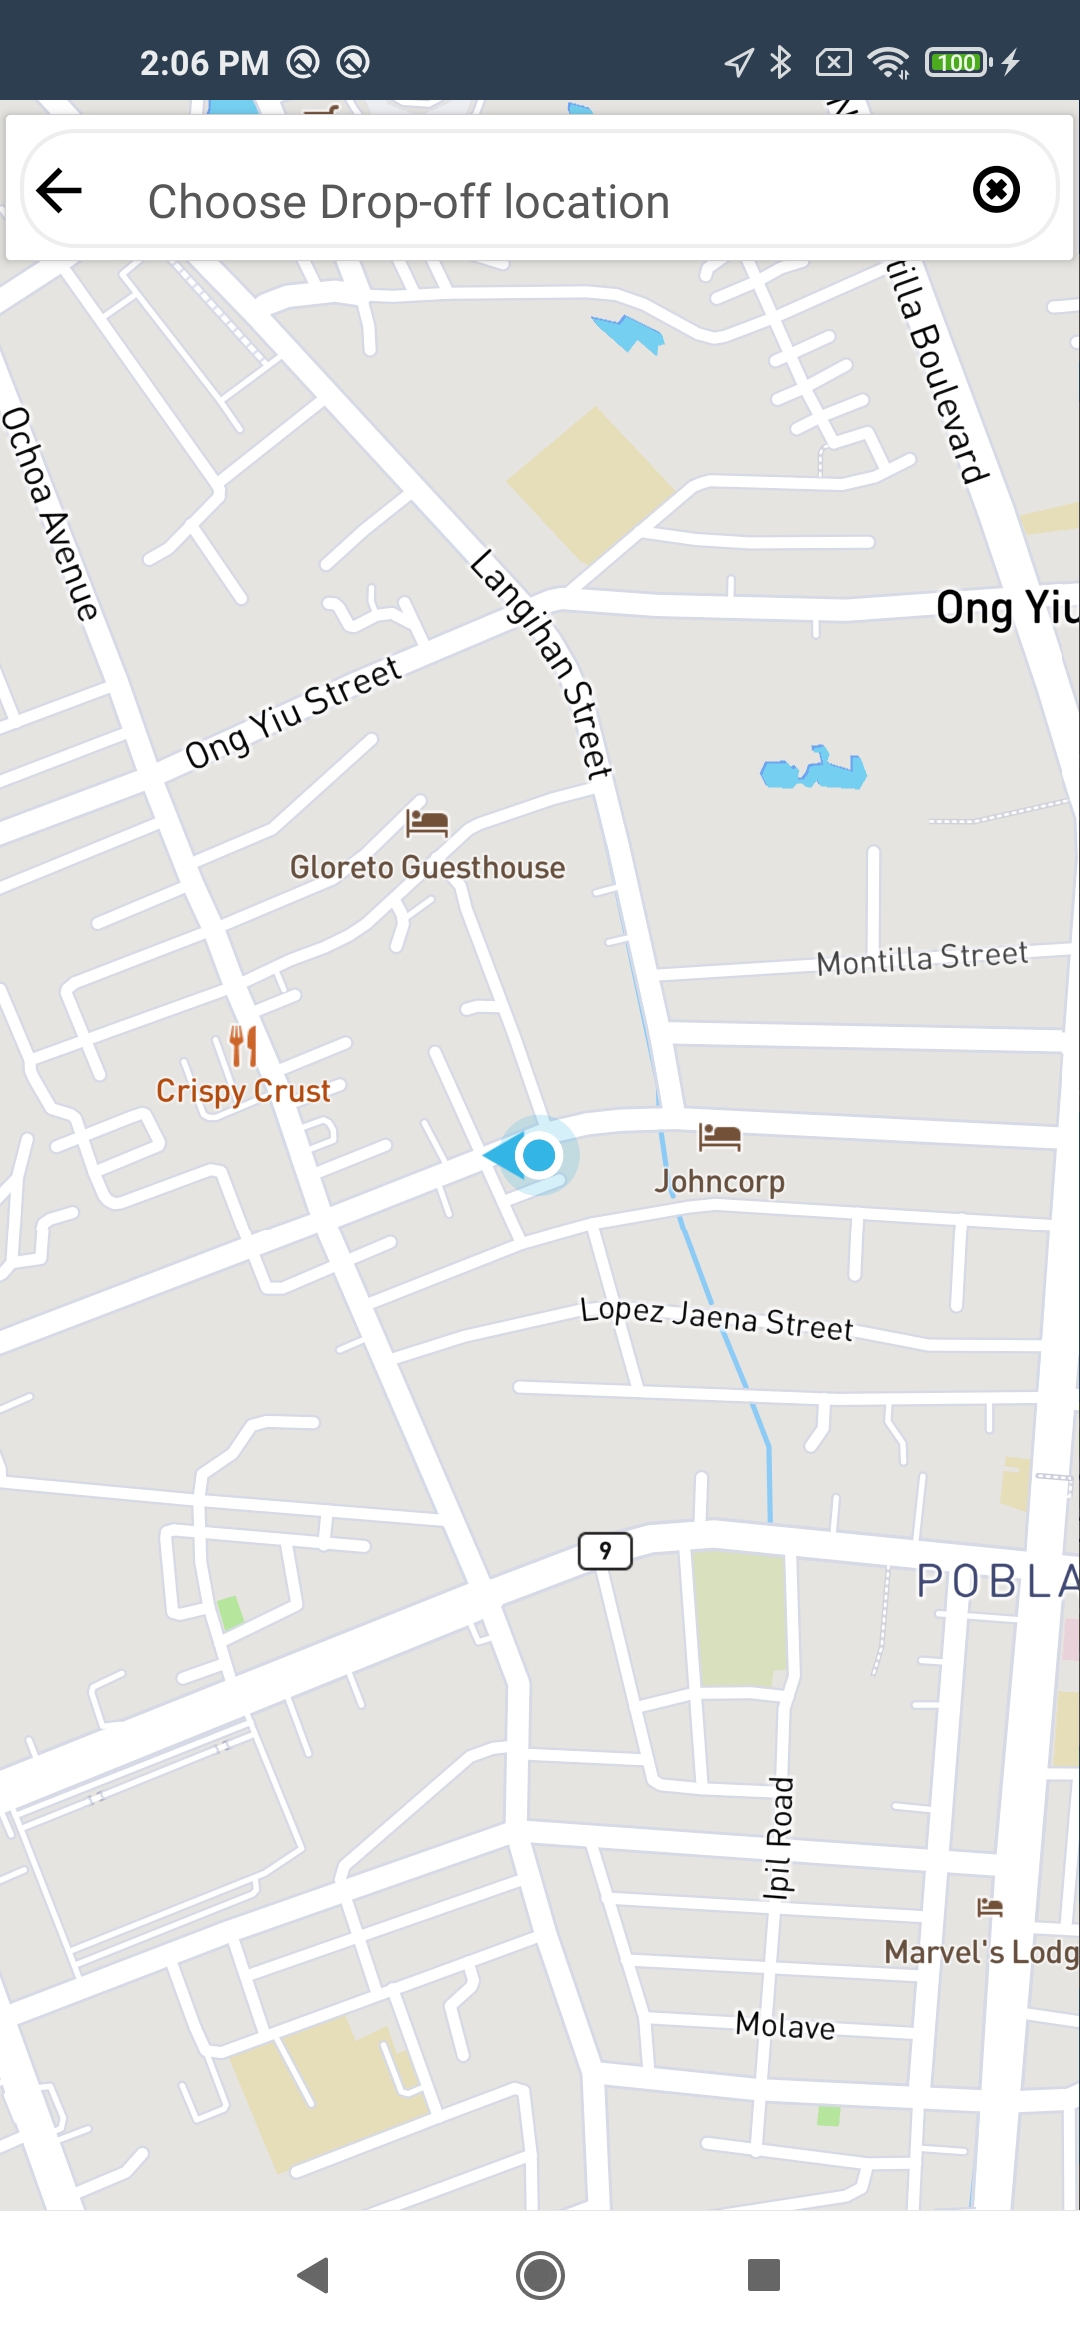 2:06 PM
100
Choose Drop-off location
tilla Boulevard
Ochoa Avenue
Langihan Street
Ong Yiu
Ong Yiu Street
Gloreto Guesthouse
Montilla Street
Crispy Crust
Johncorp
Lopez Jaena Street
9
POBLA
Ipil Road
Marvel's Lodg
Molave